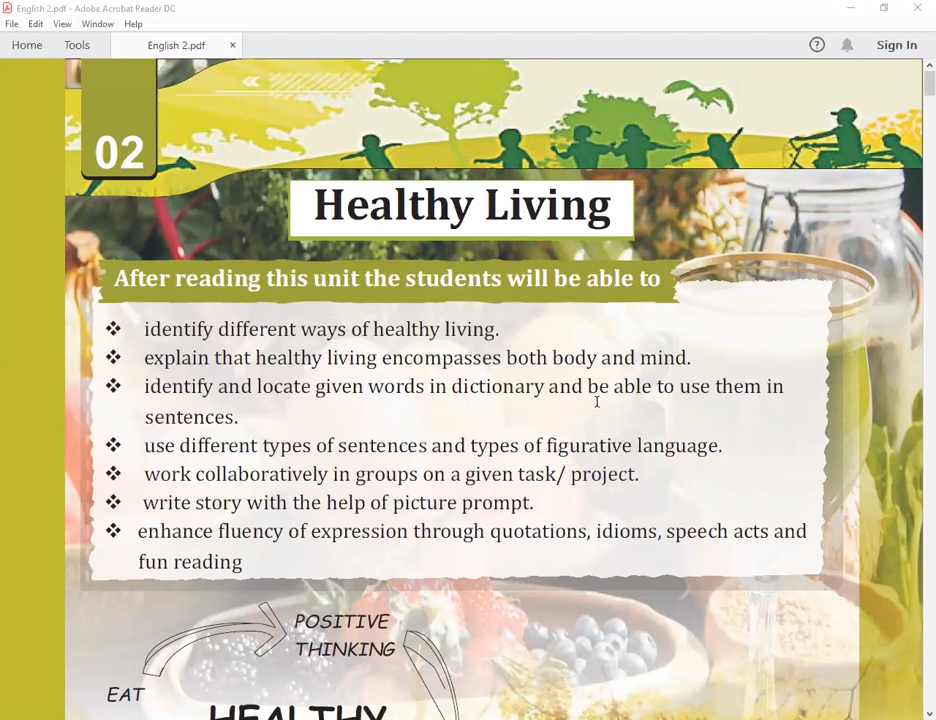 English 2.pdf - Adobe Acrobat Reader DC
File Edit View Window Help
Home Tools English 2.pdf × ? Sign In
02
Healthy Living
After reading this unit the students will be able to
❖ identify different ways of healthy living.
❖ explain that healthy living encompasses both body and mind.
❖ identify and locate given words in dictionary and be able to use them in
sentences.
❖ use different types of sentences and types of figurative language.
❖ work collaboratively in groups on a given task/ project.
❖ write story with the help of picture prompt.
❖ enhance fluency of expression through quotations, idioms, speech acts and
fun reading
POSITIVE
THINKING
EAT
HEALTHY